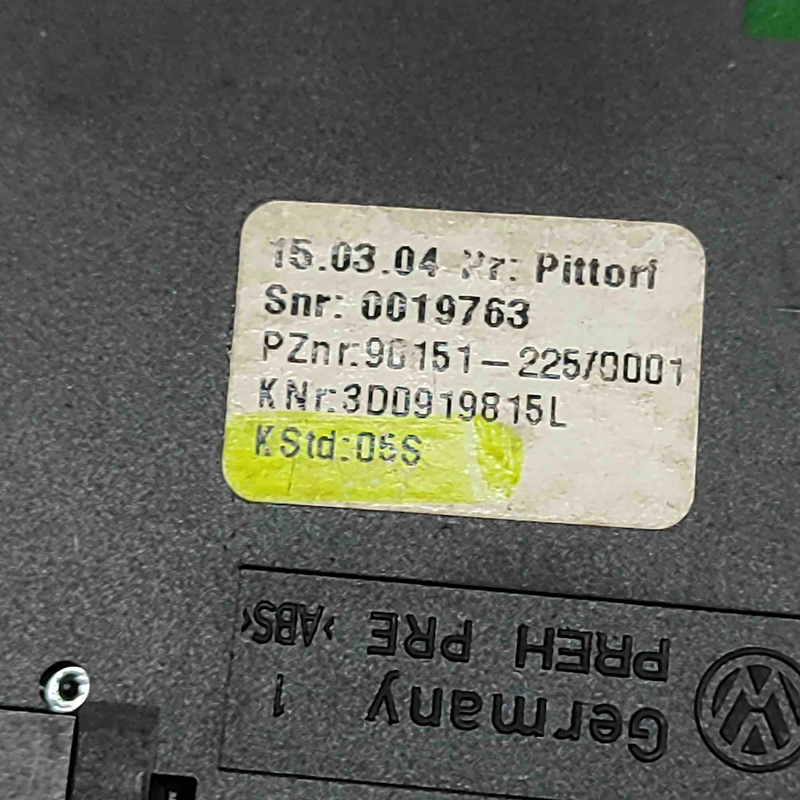 15.03.04 Pr: Pittorf
Snr: 0019763
PZnr:90151-225/0001
KNr:3D0919815L
KStd:05S
PREH PRE >ABS<
Germany 1